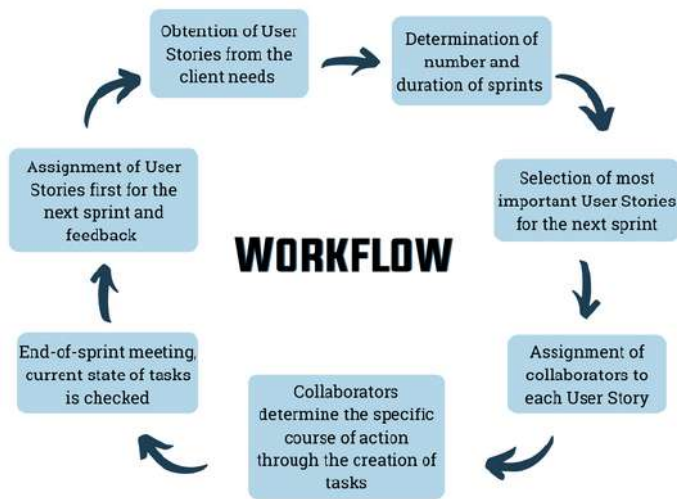 Obtention of User
Stories from the
client needs
Determination of
number and
duration of sprints
Selection of most
important User Stories
for the next sprint
Assignment of
collaborators to
each User Story
Collaborators
determine the specific
course of action
through the creation of
tasks
End-of-sprint meeting,
current state of tasks
is checked
Assignment of User
Stories first for the
next sprint and
feedback
WORKFLOW